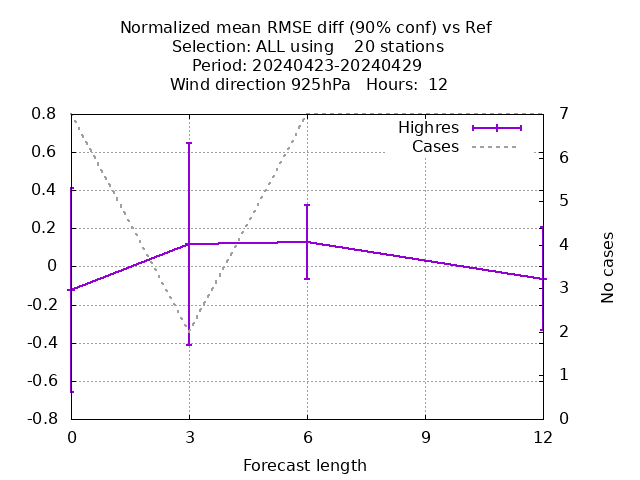 Normalized mean RMSE diff (90% conf) vs Ref
Selection: ALL using    20 stations
Period: 20240423-20240429
Wind direction 925hPa   Hours:  12
Highres
Cases
0.8
0.6
0.4
0.2
0
-0.2
-0.4
-0.6
-0.8
7
6
5
4
3
2
1
0
No cases
0 3 6 9 12
Forecast length